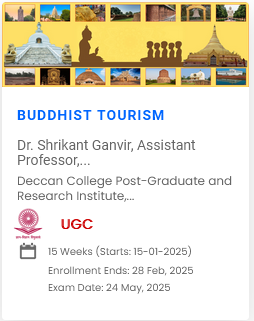 BUDDHIST TOURISM
Dr. Shrikant Ganvir, Assistant
Professor,...
Deccan College Post-Graduate and
Research Institute,...
UGC
15 Weeks (Starts: 15-01-2025)
Enrollment Ends: 28 Feb, 2025
Exam Date: 24 May, 2025